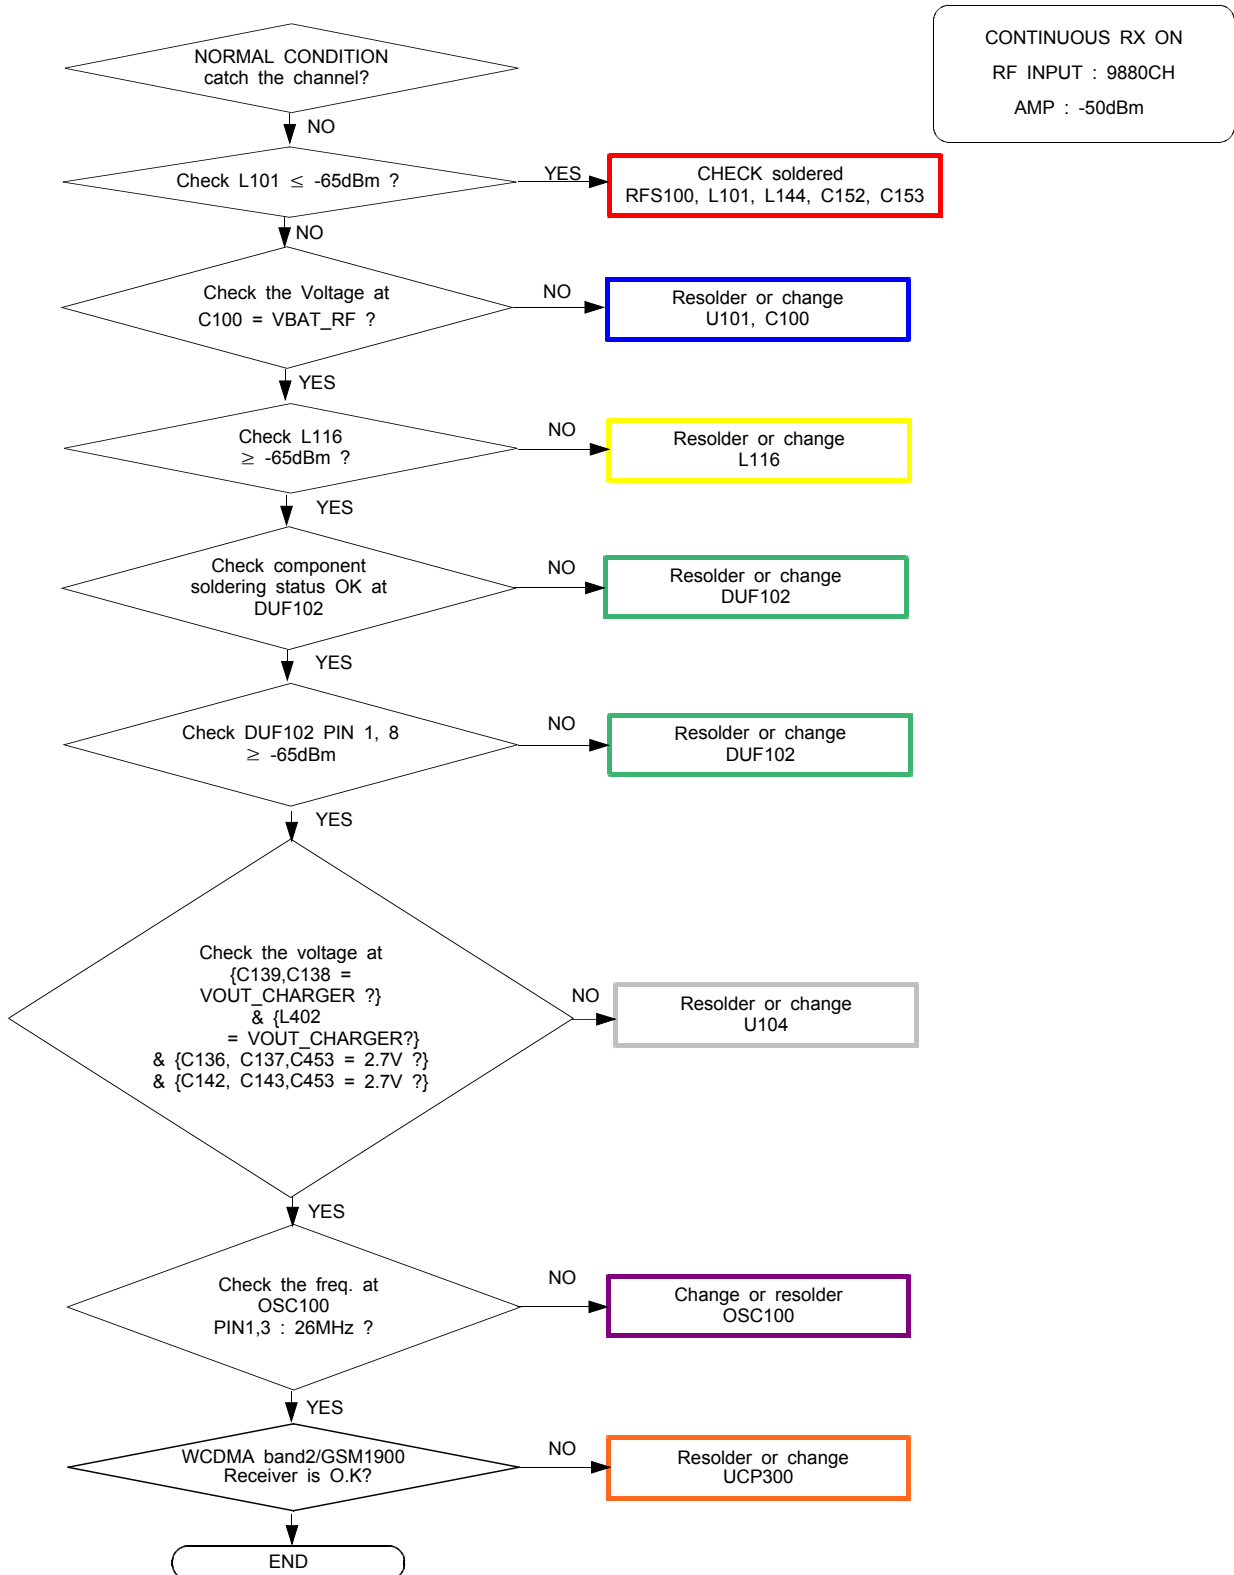 CONTINUOUS RX ON
RF INPUT : 9880CH
AMP : -50dBm
NORMAL CONDITION
catch the channel?
NO
Check L101 ≤ -65dBm ?
YES
CHECK soldered
RFS100, L101, L144, C152, C153
NO
Check the Voltage at
C100 = VBAT_RF ?
NO
Resolder or change
U101, C100
YES
Check L116
≥ -65dBm ?
NO
Resolder or change
L116
YES
Check component
soldering status OK at
DUF102
NO
Resolder or change
DUF102
YES
Check DUF102 PIN 1, 8
≥ -65dBm
NO
Resolder or change
DUF102
YES
Check the voltage at
{C139,C138 =
VOUT_CHARGER ?}
& {L402
= VOUT_CHARGER?}
& {C136, C137,C453 = 2.7V ?}
& {C142, C143,C453 = 2.7V ?}
NO
Resolder or change
U104
YES
Check the freq. at
OSC100
PIN1,3 : 26MHz ?
NO
Change or resolder
OSC100
YES
WCDMA band2/GSM1900
Receiver is O.K?
NO
Resolder or change
UCP300
END